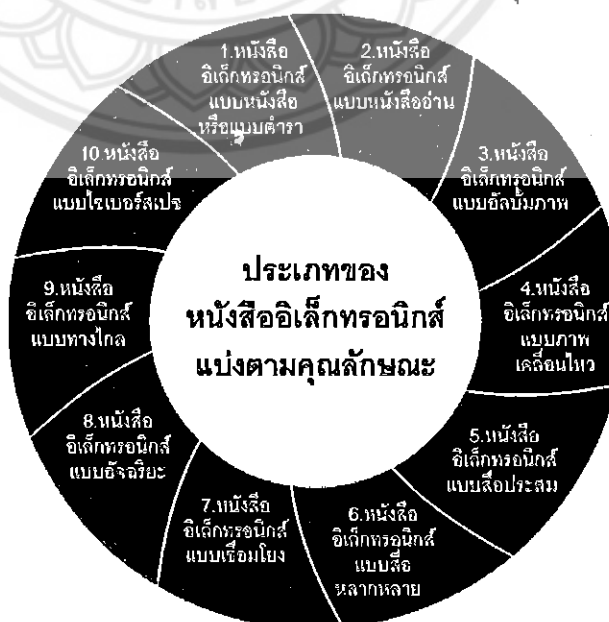 ประเภทของ
หนังสืออิเล็กทรอนิกส์
แบ่งตามคุณลักษณะ
1.หนังสือ
อิเล็กทรอนิกส์
แบบหนังสือ
หรือแบบตำรา
2.หนังสือ
อิเล็กทรอนิกส์
แบบหนังสืออ่าน
3.หนังสือ
อิเล็กทรอนิกส์
แบบอัลบั้มภาพ
4.หนังสือ
อิเล็กทรอนิกส์
แบบภาพ
เคลื่อนไหว
5.หนังสือ
อิเล็กทรอนิกส์
แบบสื่อประสม
6.หนังสือ
อิเล็กทรอนิกส์
แบบสื่อ
หลากหลาย
7.หนังสือ
อิเล็กทรอนิกส์
แบบเชื่อมโยง
8.หนังสือ
อิเล็กทรอนิกส์
แบบอัจฉริยะ
9.หนังสือ
อิเล็กทรอนิกส์
แบบทางไกล
10.หนังสือ
อิเล็กทรอนิกส์
แบบไซเบอร์สเปซ